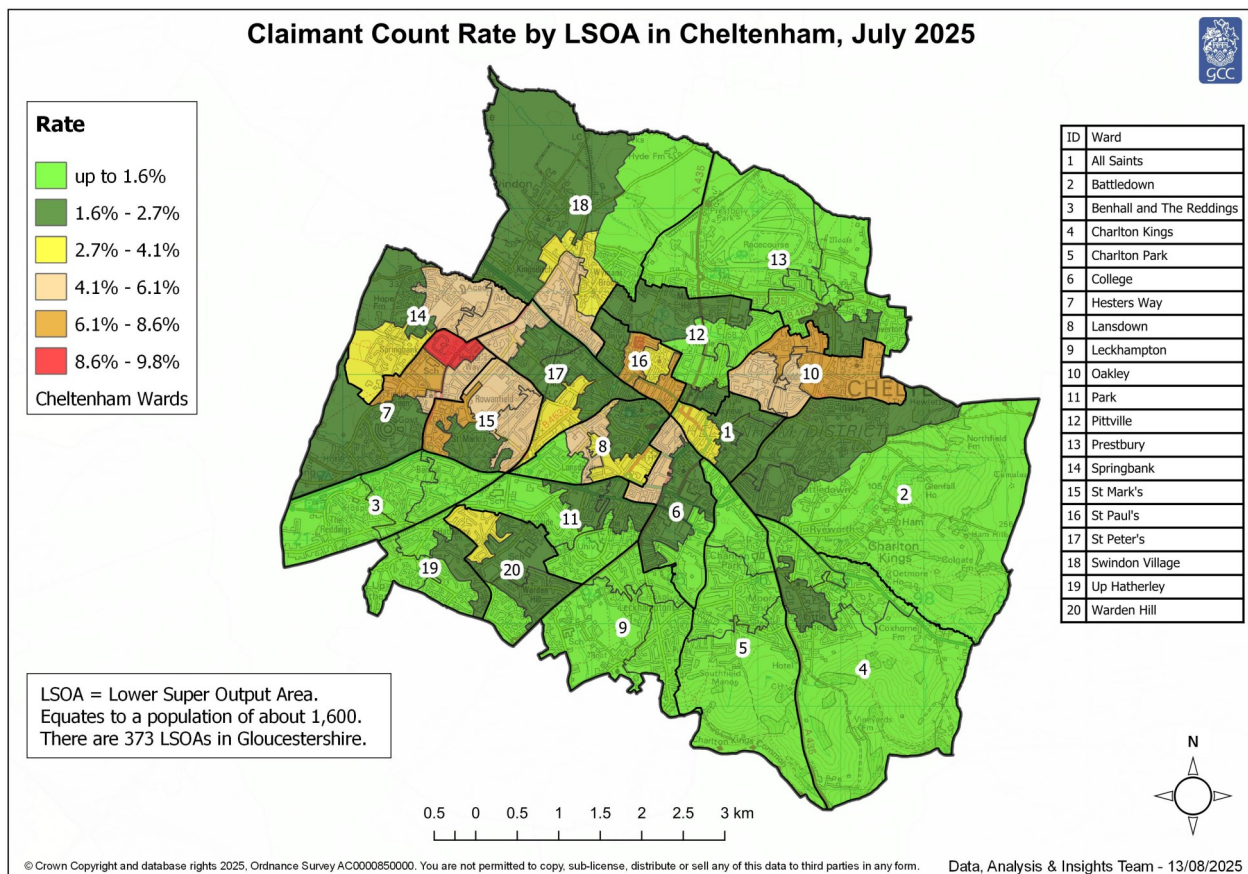 Claimant Count Rate by LSOA in Cheltenham, July 2025
GCC
Rate
up to 1.6%
1.6% - 2.7%
2.7% - 4.1%
4.1% - 6.1%
6.1% - 8.6%
8.6% - 9.8%
Cheltenham Wards
ID Ward
1 All Saints
2 Battledown
3 Benhall and The Reddings
4 Charlton Kings
5 Charlton Park
6 College
7 Hesters Way
8 Lansdown
9 Leckhampton
10 Oakley
11 Park
12 Pittville
13 Prestbury
14 Springbank
15 St Mark's
16 St Paul's
17 St Peter's
18 Swindon Village
19 Up Hatherley
20 Warden Hill
Hyde Fm
A 435
18
Racecourse
13
14
12
16
10
17
Rowanfield
7
15
8
1
2
3
11
6
Ham
Charlton
Kings
19
20
9
5
4
Hotel
LSOA = Lower Super Output Area.
Equates to a population of about 1,600.
There are 373 LSOAs in Gloucestershire.
N
0.5 0 0.5 1 1.5 2 2.5 3 km
© Crown Copyright and database rights 2025, Ordnance Survey AC0000850000. You are not permitted to copy, sub-license, distribute or sell any of this data to third parties in any form.
Data, Analysis & Insights Team - 13/08/2025